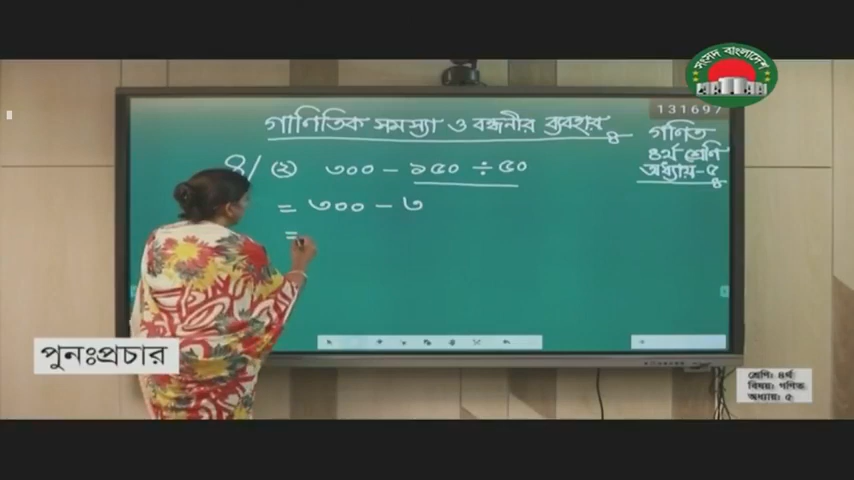 সংসদ বাংলাদেশ
131697
গাণিতিক সমস্যা ও বন্ধনীর ব্যবহার
গণিত
৪র্থ শ্রেণি
অধ্যায়-৫
৪/ (২) ৩০০ - ১৫০ ÷ ৫০
= ৩০০ - ৩
=
পুনঃপ্রচার
শ্রেণি: ৪র্থ
বিষয়: গণিত
অধ্যায়: ৫